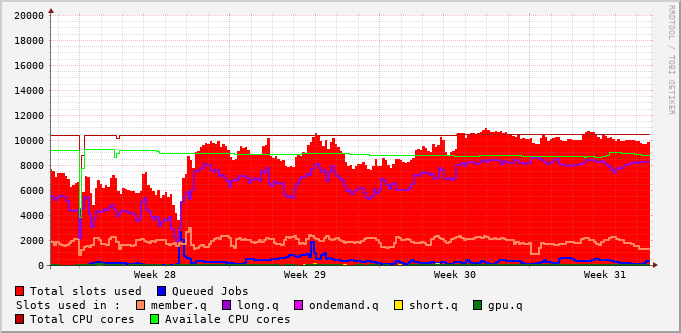 20000
18000
16000
14000
12000
10000
8000
6000
4000
2000
0
Week 28 Week 29 Week 30 Week 31
RRDTOOL / TOBI OETIKER
Total slots used Queued Jobs
Slots used in : member.q long.q ondemand.q short.q gpu.q
Total CPU cores Availale CPU cores